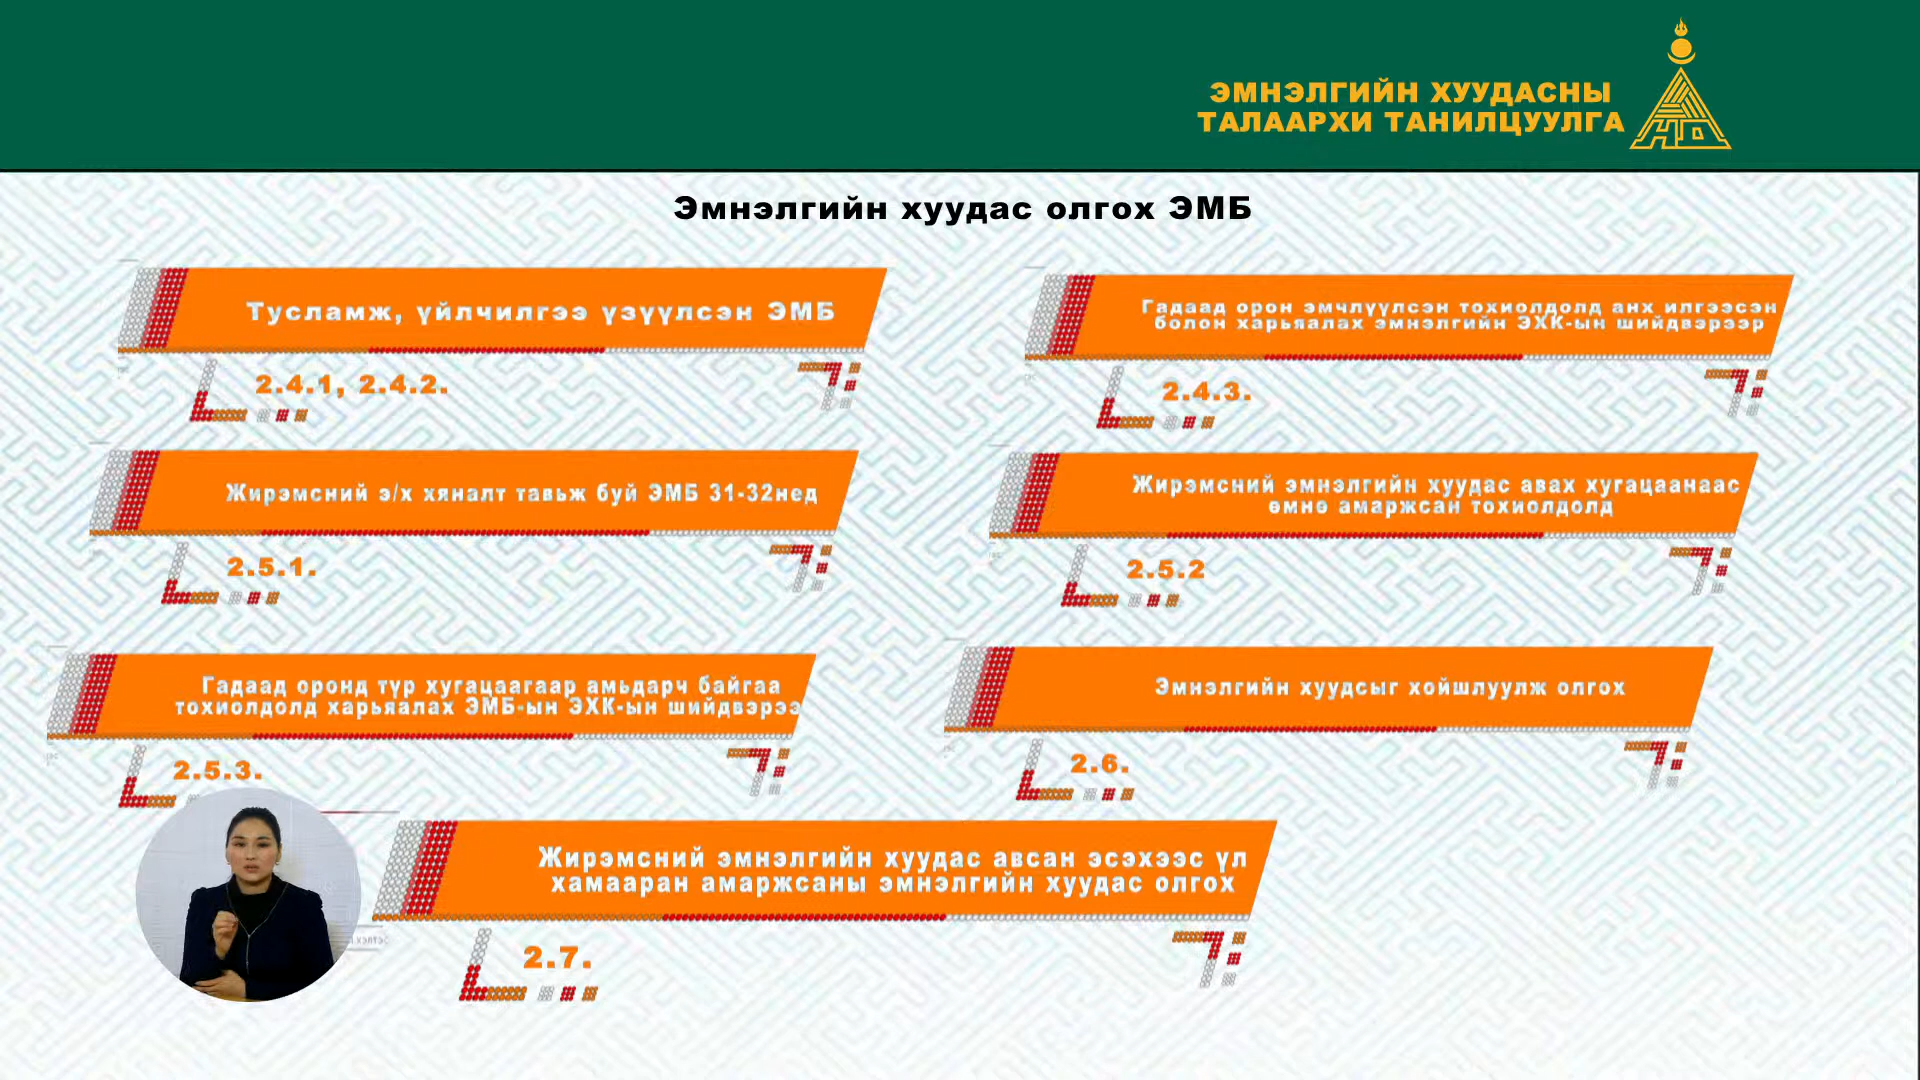 ЭМНЭЛГИЙН ХУУДАСНЫ
ТАЛААРХИ ТАНИЛЦУУЛГА
НД
Эмнэлгийн хуудас олгох ЭМБ
Тусламж, үйлчилгээ үзүүлсэн ЭМБ
2.4.1, 2.4.2.
Гадаад орон эмчлүүлсэн тохиолдолд анх илгээсэн
болон харьяалах эмнэлгийн ЭХК-ын шийдвэрээр
2.4.3.
Жирэмсний э/х хяналт тавьж буй ЭМБ 31-32нед
2.5.1.
Жирэмсний эмнэлгийн хуудас авах хугацаанаас
өмнө амаржсан тохиолдолд
2.5.2
Гадаад оронд түр хугацаагаар амьдарч байгаа
тохиолдолд харьяалах ЭМБ-ын ЭХК-ын шийдвэрээ
2.5.3.
Эмнэлгийн хуудсыг хойшлуулж олгох
2.6.
Жирэмсний эмнэлгийн хуудас авсан эсэхээс үл
хамааран амаржсаны эмнэлгийн хуудас олгох
2.7.
хэлтэс